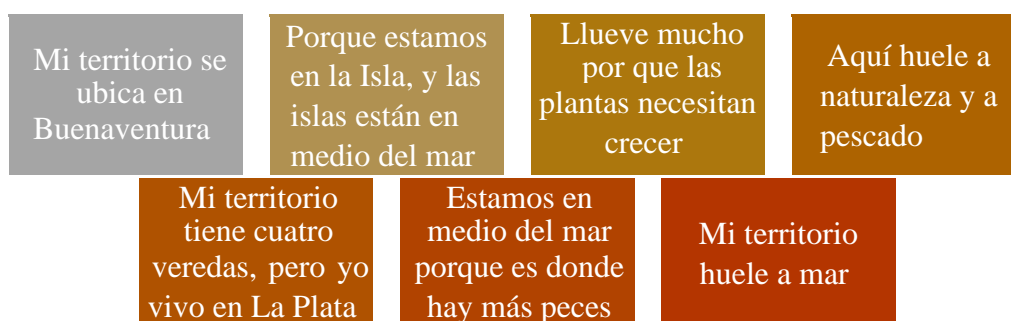 Mi territorio se
ubica en
Buenaventura
Porque estamos
en la Isla, y las
islas están en
medio del mar
Llueve mucho
por que las
plantas necesitan
crecer
Aquí huele a
naturaleza y a
pescado
Mi territorio
tiene cuatro
veredas, pero yo
vivo en La Plata
Estamos en
medio del mar
porque es donde
hay más peces
Mi territorio
huele a mar